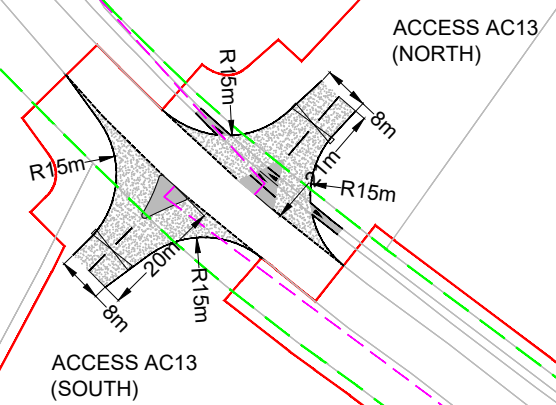 ACCESS AC13
(NORTH)
R15m
8m
21m
R15m
R15m
20m
R15m
8m
ACCESS AC13
(SOUTH)